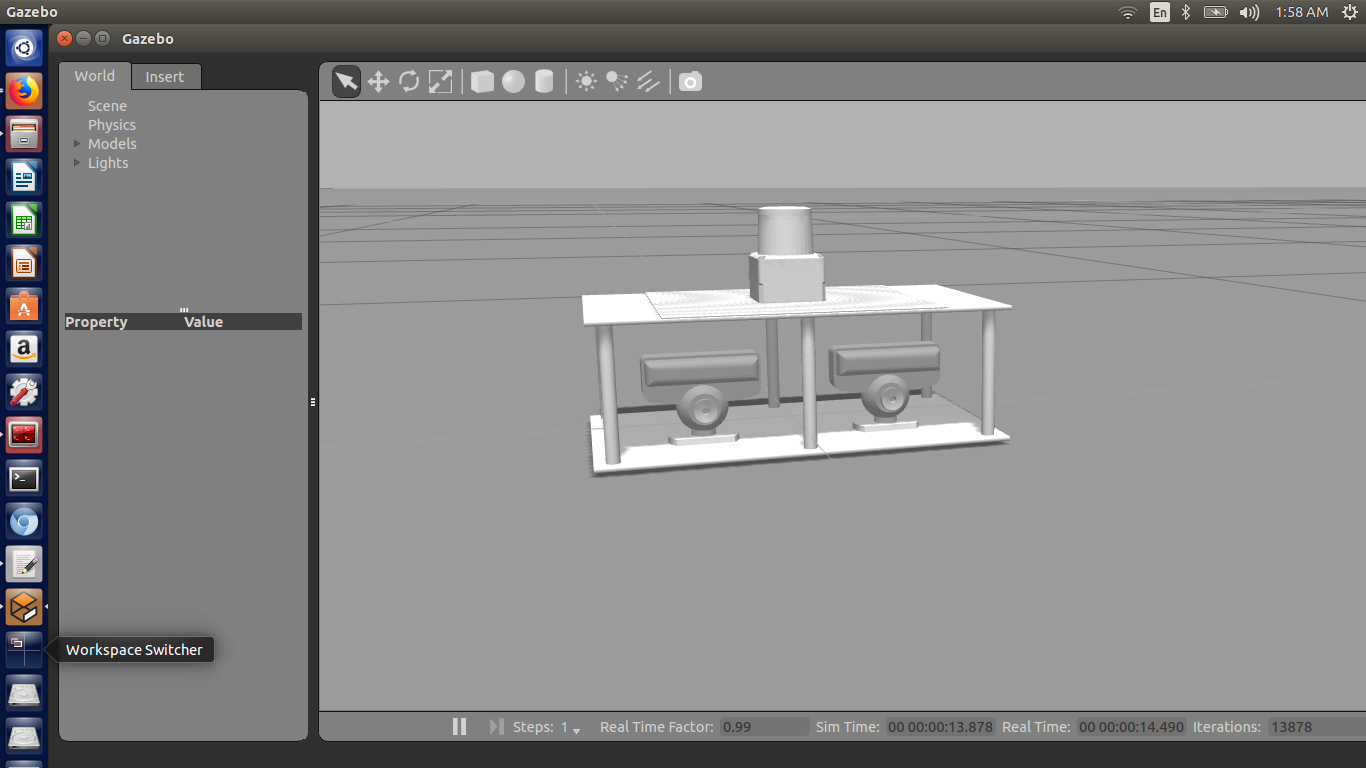 Gazebo
En
1:58 AM
Gazebo
World
Insert
Scene
Physics
Models
Lights
Property Value
a
Workspace Switcher
Steps: 1 Real Time Factor: 0.99 Sim Time: 00 00:00:13.878 Real Time: 00 00:00:14.490 Iterations: 13878